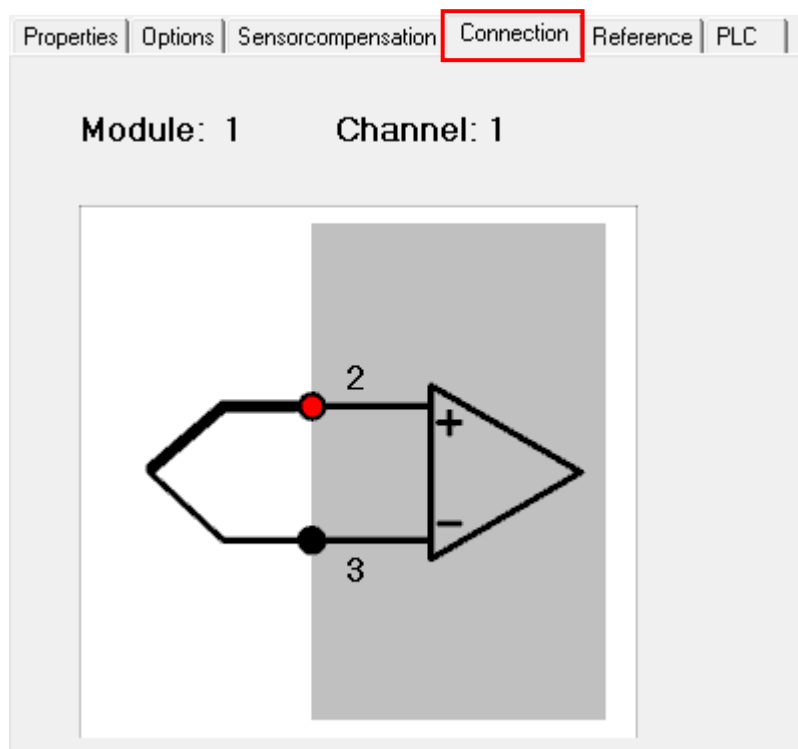 Properties Options Sensorcompensation Connection Reference PLC
Module: 1 Channel: 1
2
+
−
3